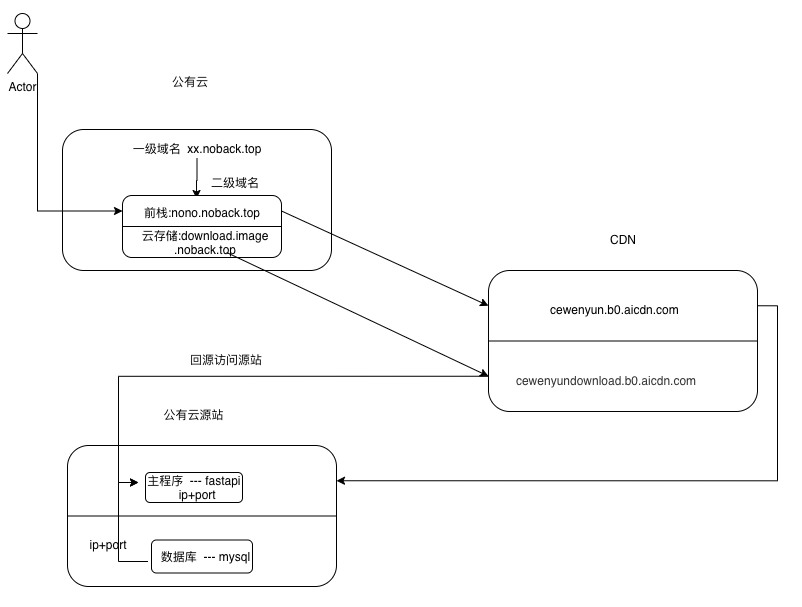 Actor
公有云
一级域名 xx.noback.top
二级域名
前栈:nono.noback.top
云存储:download.image
.noback.top
CDN
cewenyun.b0.aicdn.com
cewenyundownload.b0.aicdn.com
回源访问源站
公有云源站
主程序 --- fastapi
ip+port
ip+port
数据库 --- mysql